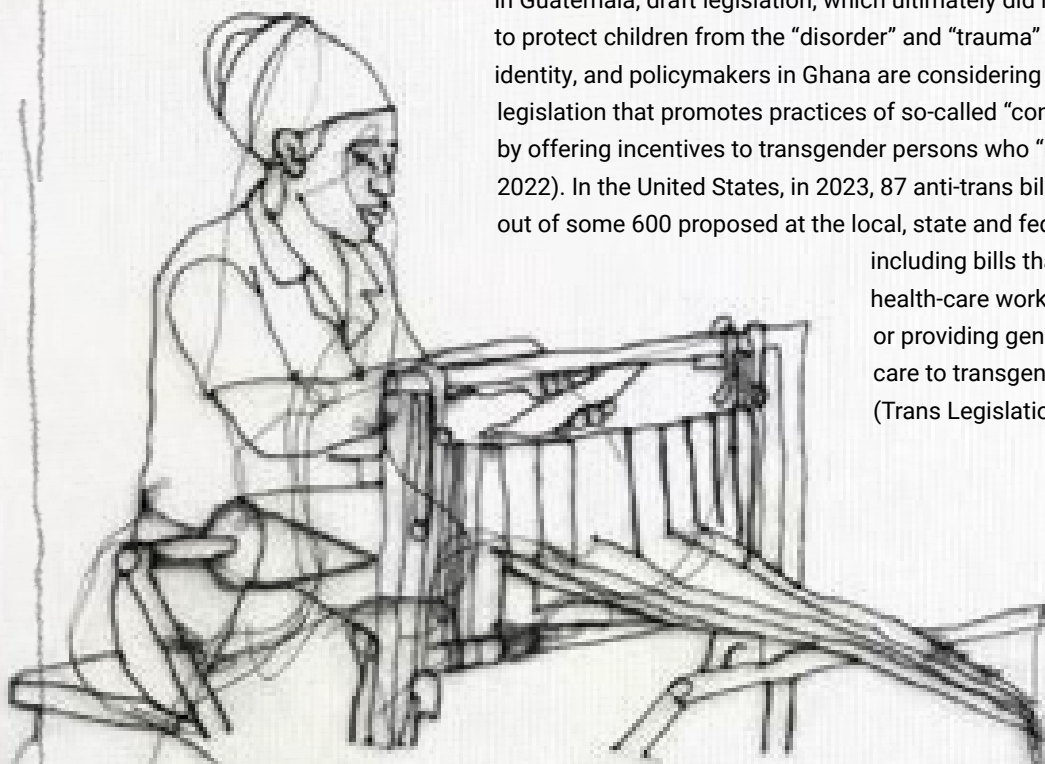 In Guatemala, draft legislation, which ultimately did
to protect children from the “disorder” and “trauma”
identity, and policymakers in Ghana are considering
legislation that promotes practices of so-called “con
by offering incentives to transgender persons who “
2022). In the United States, in 2023, 87 anti-trans bil
out of some 600 proposed at the local, state and fed
including bills tha
health-care work
or providing gen
care to transgen
(Trans Legislatio